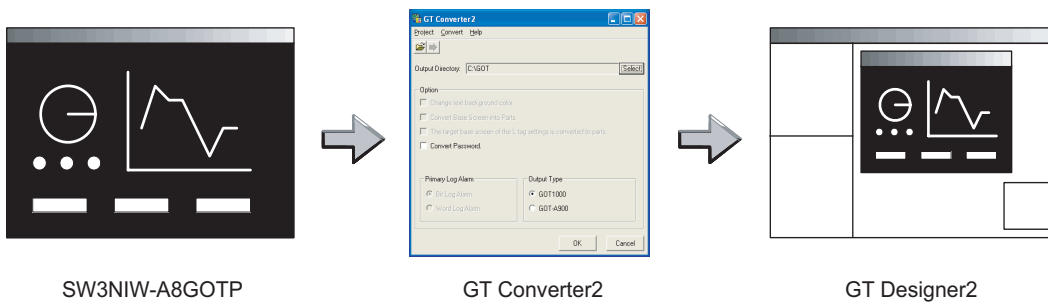 GT Converter2
Project Convert Help
Output Directory: C:\GOT Select
Option
Change text background color
Convert Base Screen into Parts
The target base screen of the L tag settings is converted to parts.
Convert Password.
Primary Log Alarm
Bit Log Alarm
Word Log Alarm
Output Type
GOT1000
GOT-A900
OK Cancel
SW3NIW-A8GOTP
GT Converter2
GT Designer2